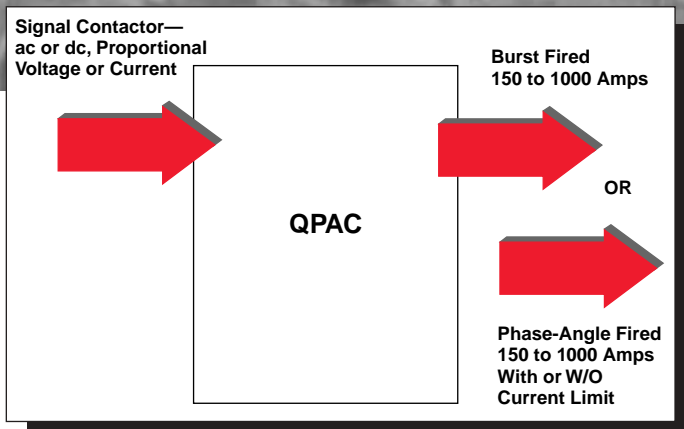 Signal Contactor—
ac or dc, Proportional
Voltage or Current
Burst Fired
150 to 1000 Amps
OR
QPAC
Phase-Angle Fired
150 to 1000 Amps
With or W/O
Current Limit